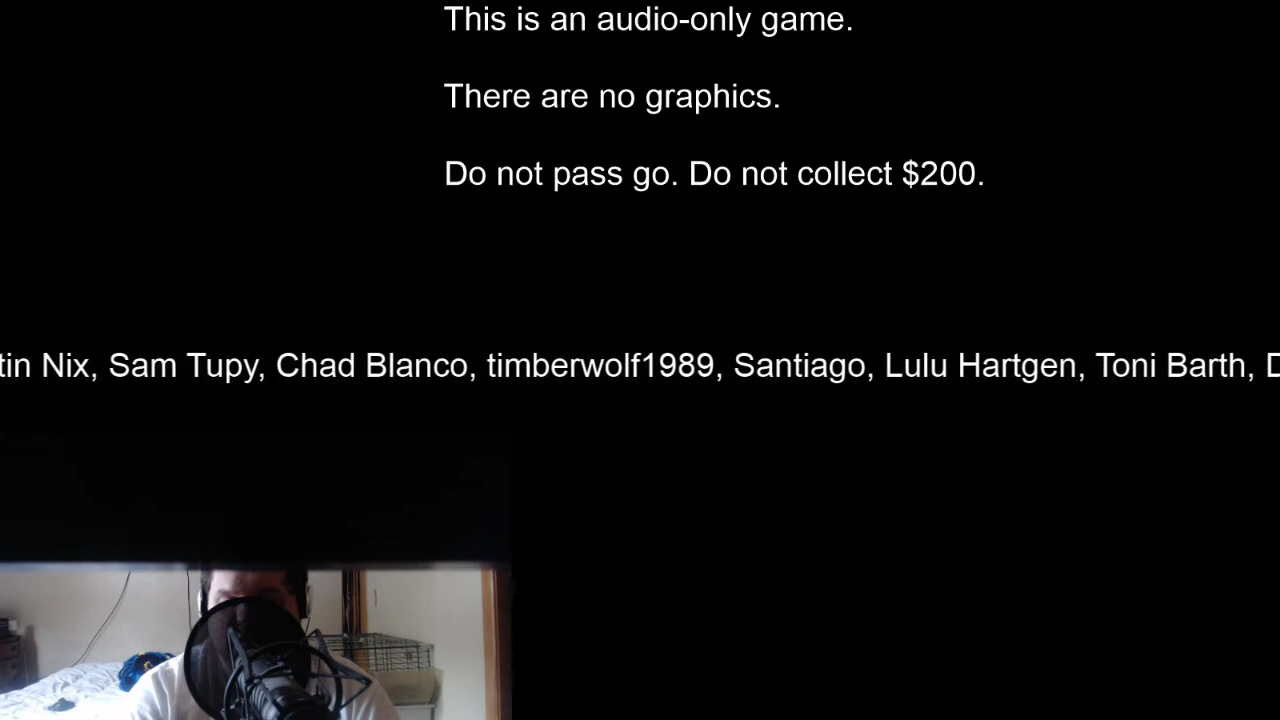 This is an audio-only game.
There are no graphics.
Do not pass go. Do not collect $200.
tin Nix, Sam Tupy, Chad Blanco, timberwolf1989, Santiago, Lulu Hartgen, Toni Barth, D